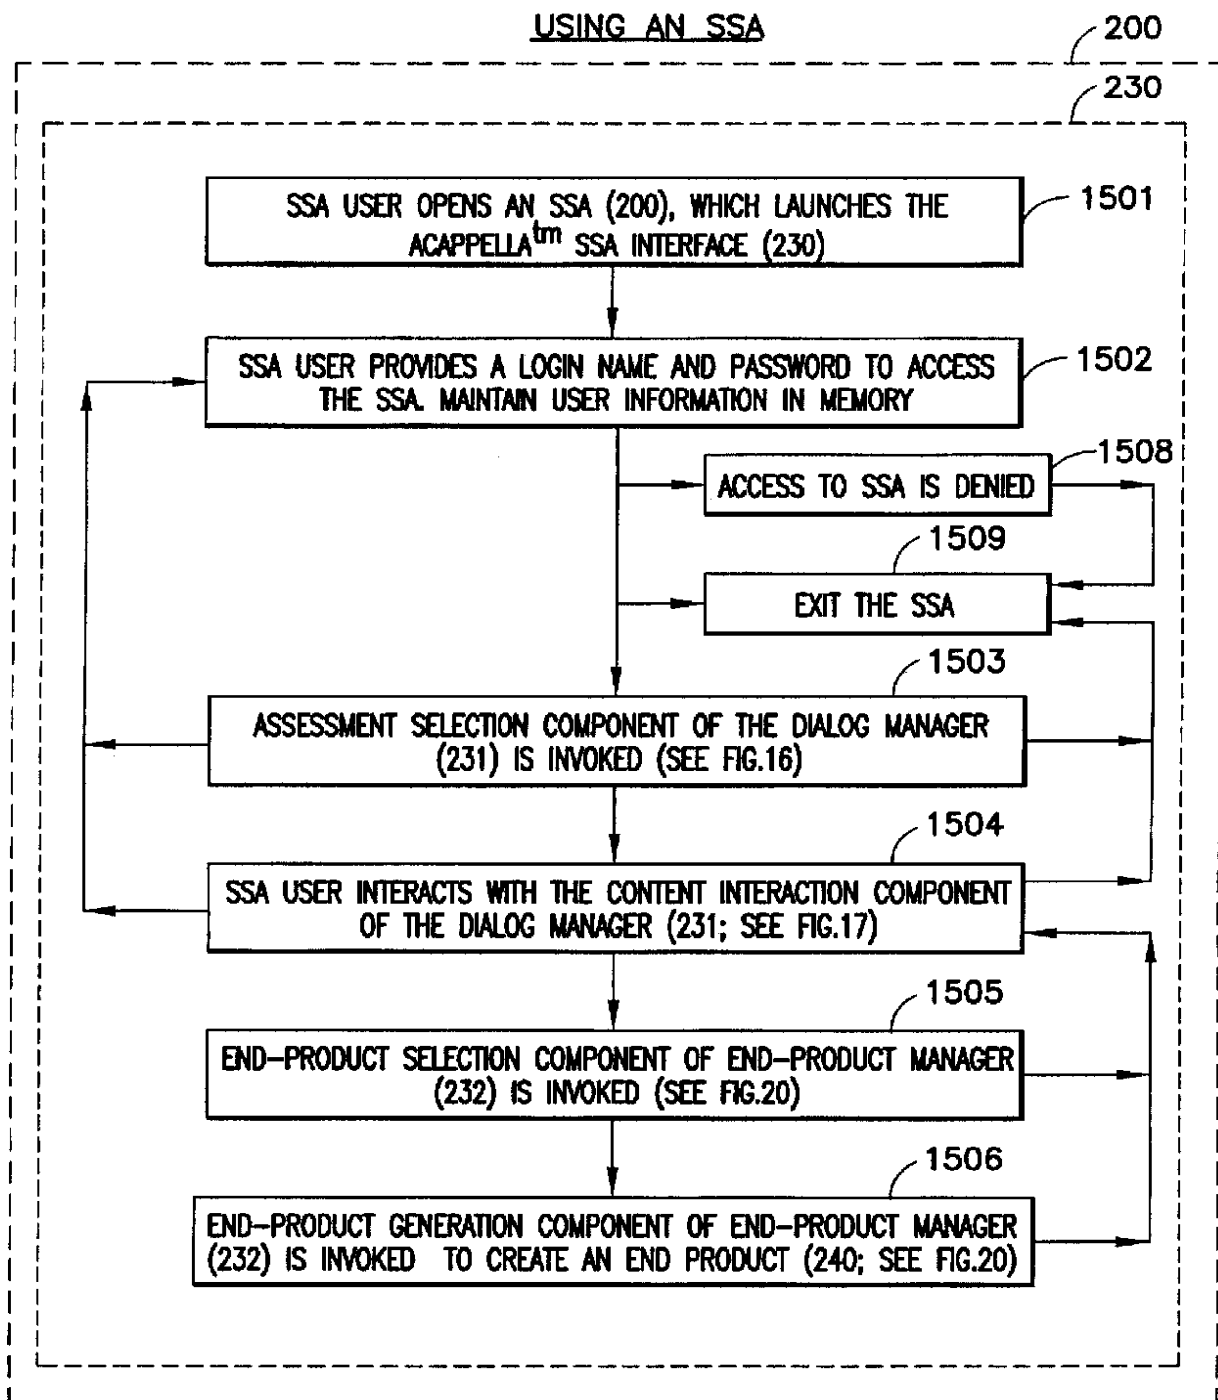 USING AN SSA
200
230
SSA USER OPENS AN SSA (200), WHICH LAUNCHES THE
ACAPPELLA tm SSA INTERFACE (230)
1501
SSA USER PROVIDES A LOGIN NAME AND PASSWORD TO ACCESS
THE SSA. MAINTAIN USER INFORMATION IN MEMORY
1502
ACCESS TO SSA IS DENIED
1508
EXIT THE SSA
1509
1503
ASSESSMENT SELECTION COMPONENT OF THE DIALOG MANAGER
(231) IS INVOKED (SEE FIG.16)
1504
SSA USER INTERACTS WITH THE CONTENT INTERACTION COMPONENT
OF THE DIALOG MANAGER (231; SEE FIG.17)
1505
END-PRODUCT SELECTION COMPONENT OF END-PRODUCT MANAGER
(232) IS INVOKED (SEE FIG.20)
1506
END-PRODUCT GENERATION COMPONENT OF END-PRODUCT MANAGER
(232) IS INVOKED TO CREATE AN END PRODUCT (240; SEE FIG.20)